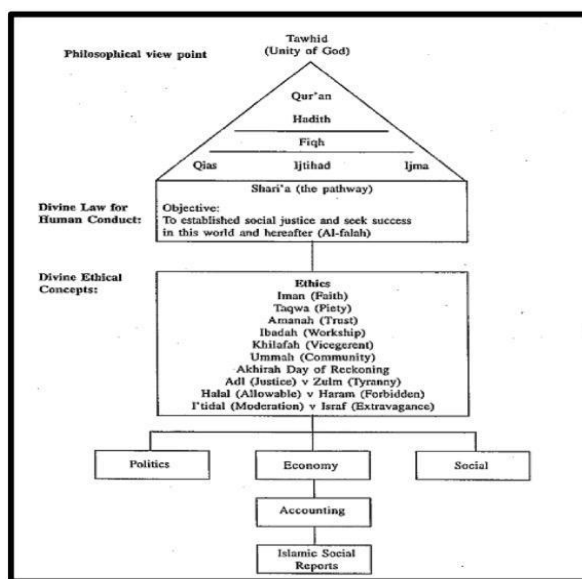 Tawhid
Philosophical view point
(Unity of God)
Qur'an
Hadith
Fiqh
Qias Ijtihad Ijma
Shari'a (the pathway)
Divine Law for
Human Conduct:
Objective:
To established social justice and seek success
in this world and hereafter (Al-falah)
Divine Ethical
Concepts:
Ethics
Iman (Faith)
Taqwa (Piety)
Amanah (Trust)
Ibadah (Workship)
Khilafah (Vicegerent)
Ummah (Community)
Akhirah Day of Reckoning
Adl (Justice) v Zulm (Tyranny)
Halal (Allowable) v Haram (Forbidden)
I'tidal (Moderation) v Israf (Extravagance)
Politics Economy Social
Accounting
Islamic Social
Reports